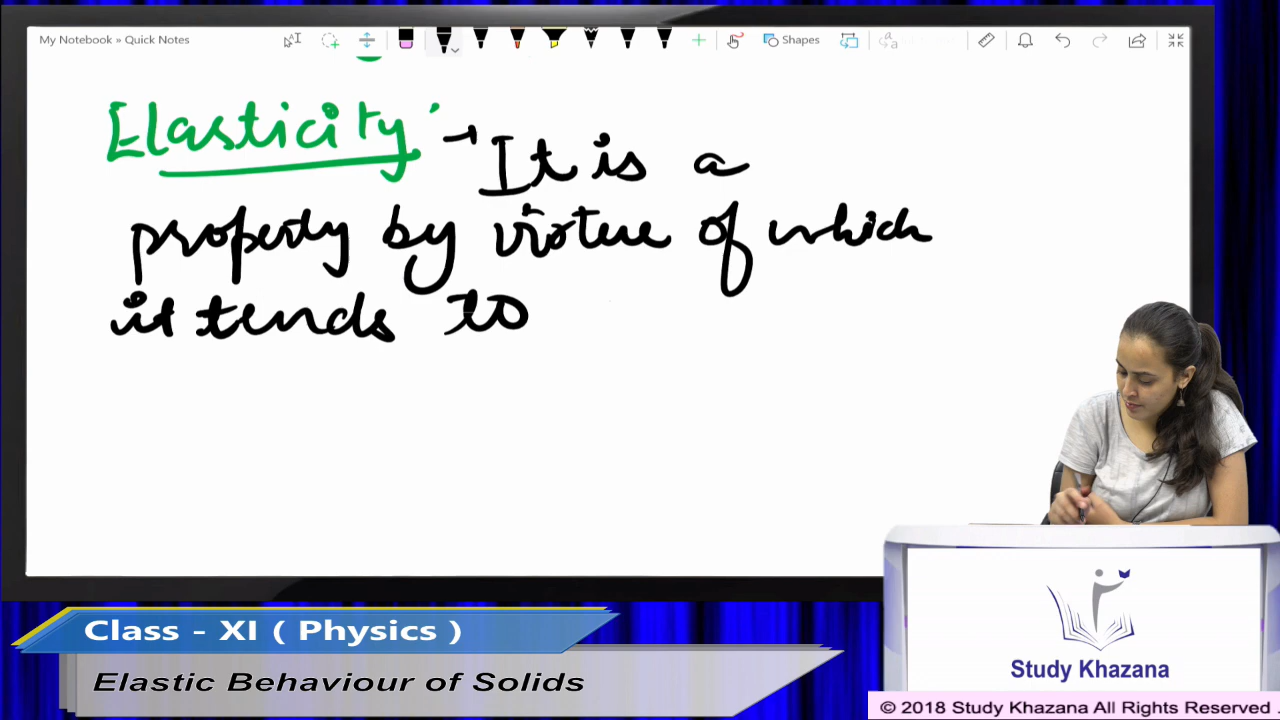 My Notebook » Quick Notes
Shapes
Elasticity → It is a
property by virtue of which
it tends to
Class - XI ( Physics )
Elastic Behaviour of Solids
Study Khazana
© 2018 Study Khazana All Rights Reserved .